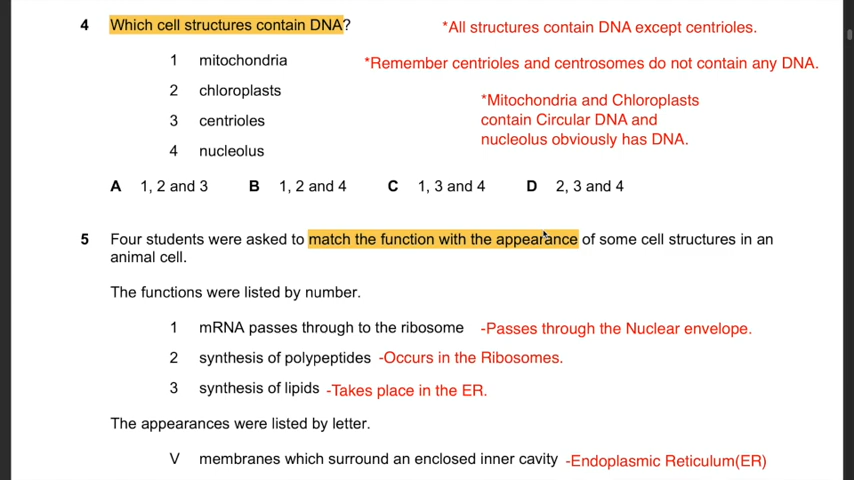 4 Which cell structures contain DNA?
*All structures contain DNA except centrioles.
1 mitochondria
*Remember centrioles and centrosomes do not contain any DNA.
2 chloroplasts
*Mitochondria and Chloroplasts
contain Circular DNA and
nucleolus obviously has DNA.
3 centrioles
4 nucleolus
A 1, 2 and 3 B 1, 2 and 4 C 1, 3 and 4 D 2, 3 and 4
5 Four students were asked to match the function with the appearance of some cell structures in an
animal cell.
The functions were listed by number.
1 mRNA passes through to the ribosome -Passes through the Nuclear envelope.
2 synthesis of polypeptides -Occurs in the Ribosomes.
3 synthesis of lipids -Takes place in the ER.
The appearances were listed by letter.
V membranes which surround an enclosed inner cavity -Endoplasmic Reticulum(ER)